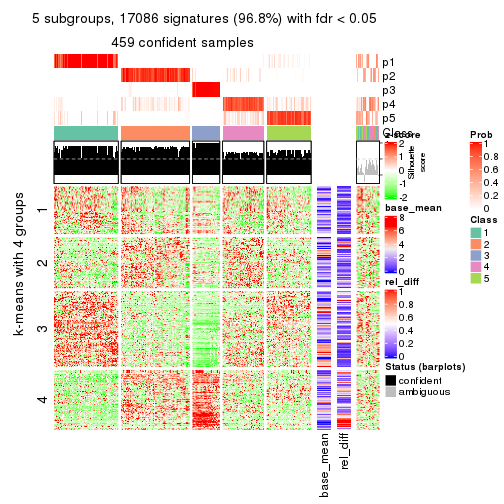 5 subgroups, 17086 signatures (96.8%) with fdr < 0.05
459 confident samples
p1
p2
p3
p4
p5
Class
z-score
2
1
0
-1
-2
Silhouette
score
base_mean
8
6
4
2
0
rel_diff
1
0.8
0.6
0.4
0.2
0
Status (barplots)
confident
ambiguous
Prob
1
0.8
0.6
0.4
0.2
0
Class
1
2
3
4
5
k-means with 4 groups
1
2
3
4
base_mean
rel_diff